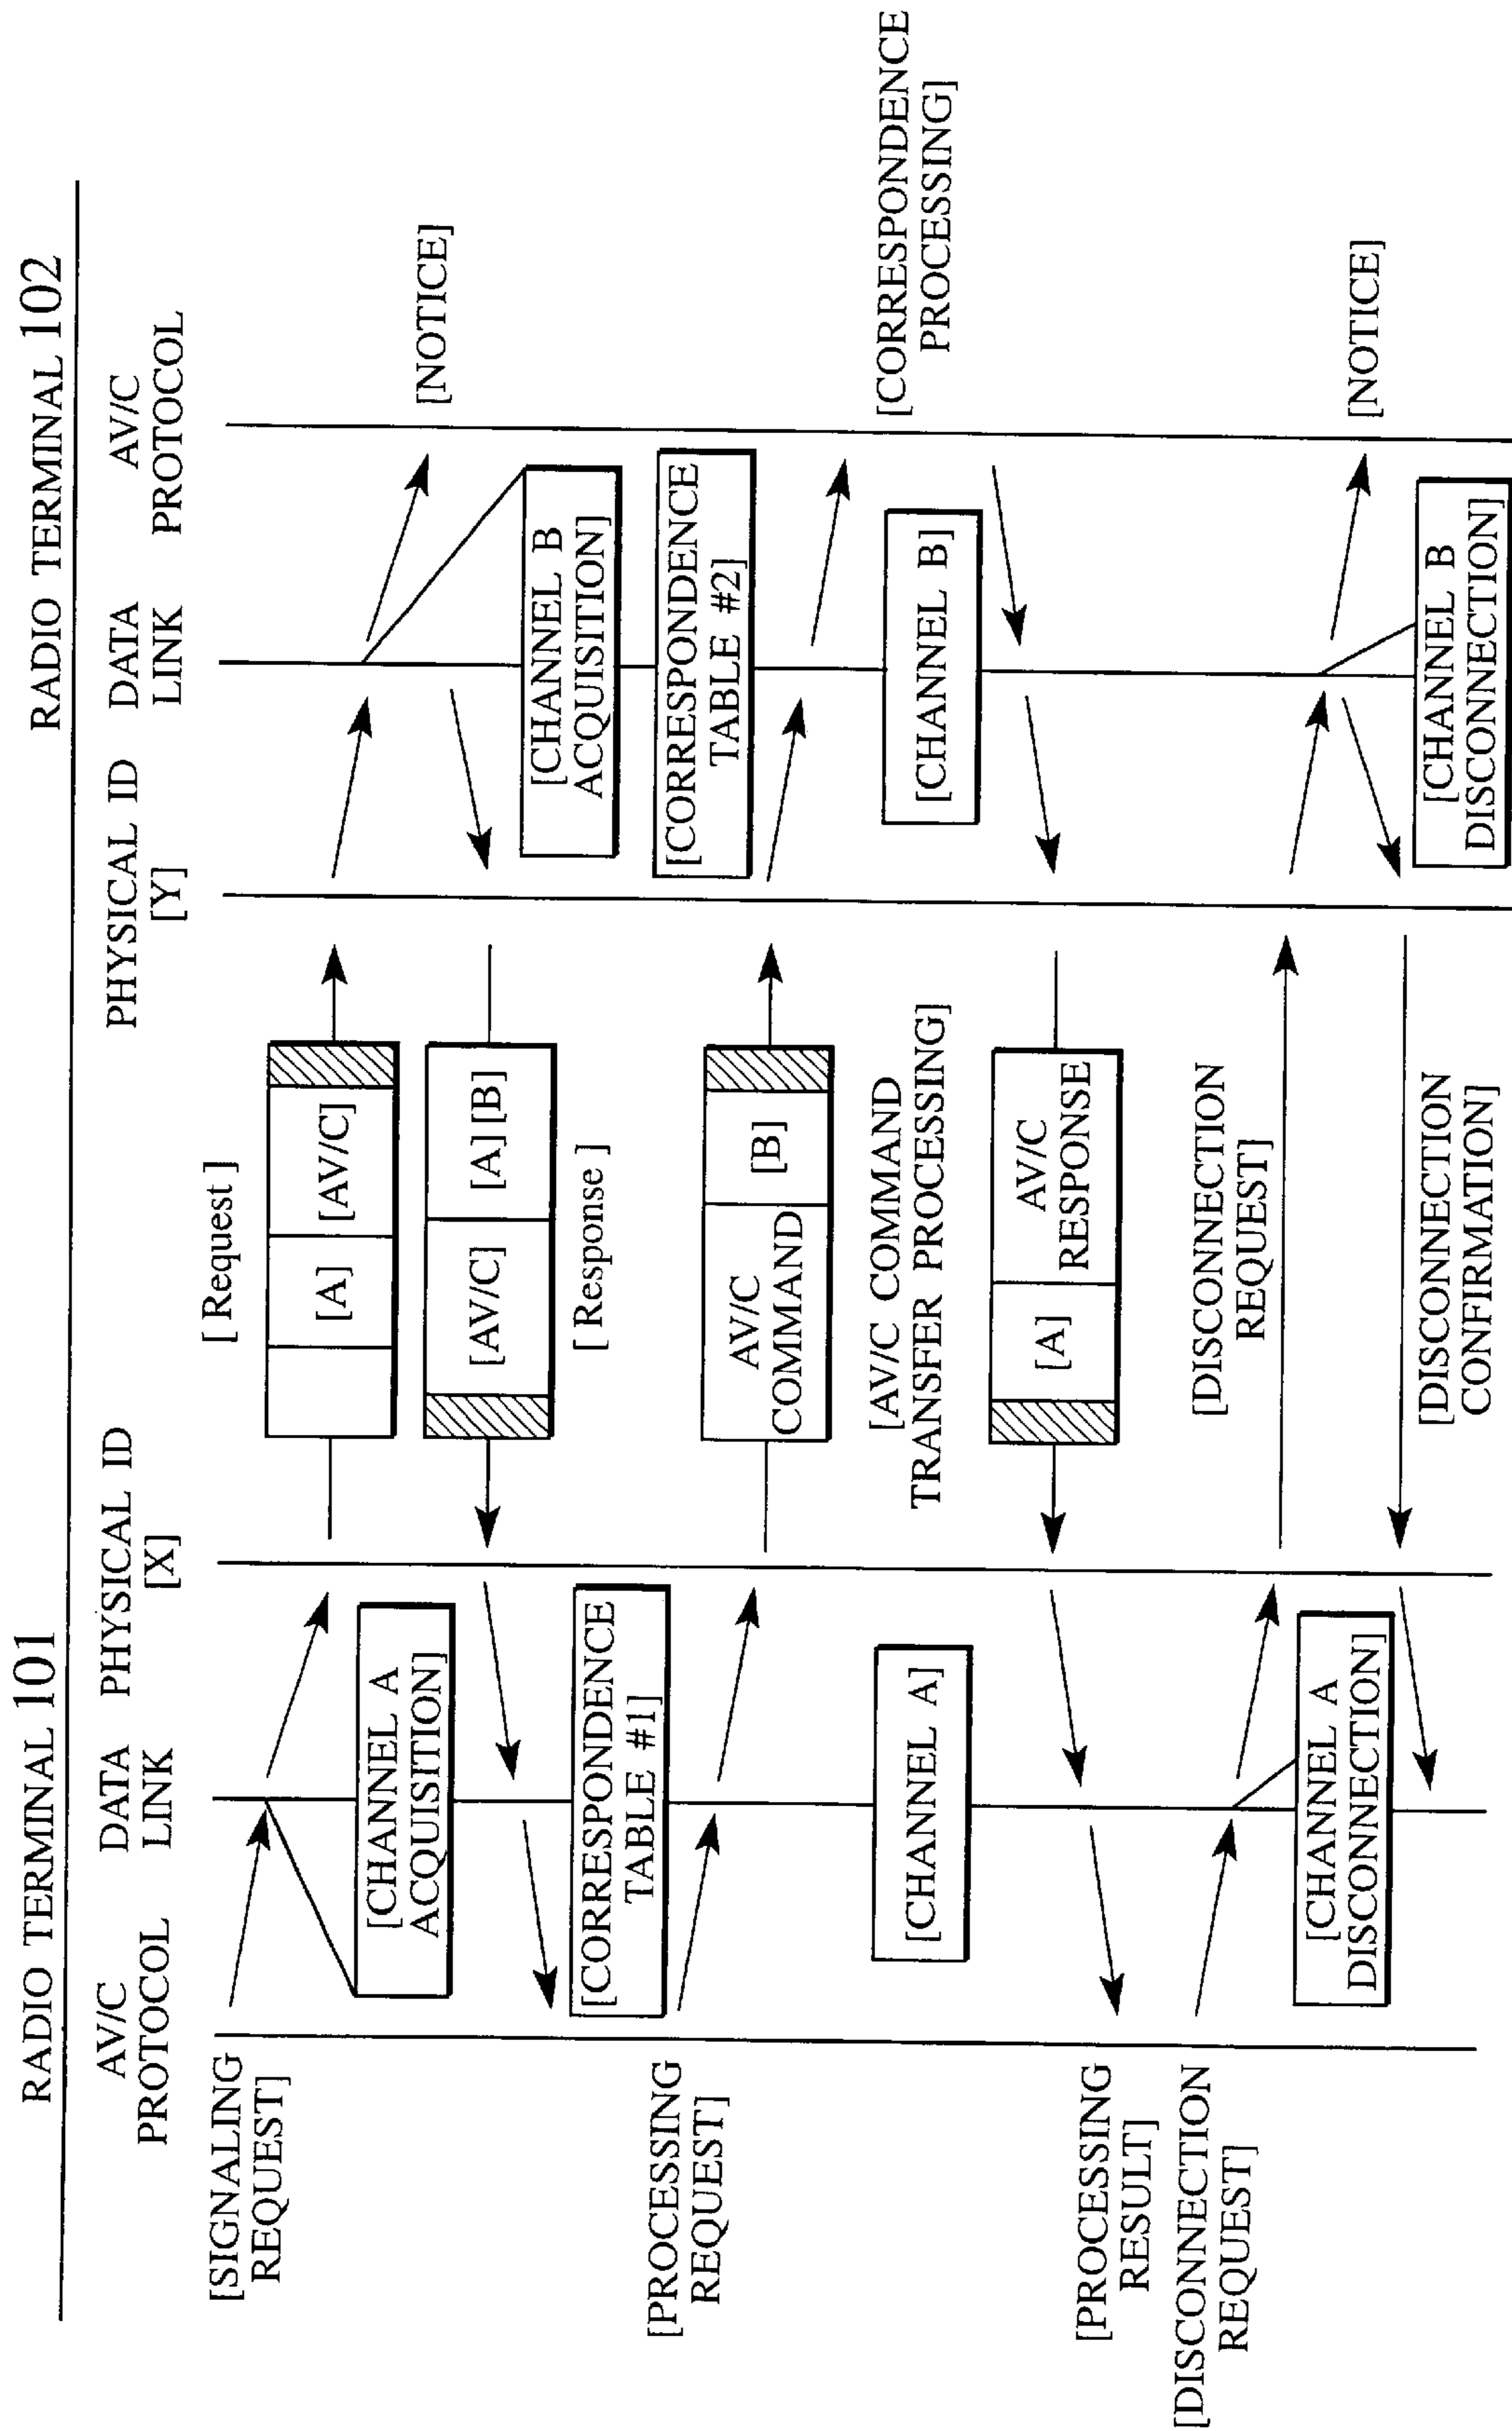 RADIO TERMINAL 101
RADIO TERMINAL 102
AV/C
PROTOCOL
DATA
LINK
PHYSICAL ID
[X]
PHYSICAL ID
[Y]
DATA
LINK
AV/C
PROTOCOL
[SIGNALING
REQUEST]
[ Request ]
[A]
[AV/C]
[CHANNEL A
ACQUISITION]
[NOTICE]
[AV/C]
[A] [B]
[ Response ]
[CHANNEL B
ACQUISITION]
[CORRESPONDENCE
TABLE #1]
[CORRESPONDENCE
TABLE #2]
[PROCESSING
REQUEST]
AV/C
COMMAND
[B]
[AV/C COMMAND
TRANSFER PROCESSING]
[CHANNEL A]
[CHANNEL B]
[CORRESPONDENCE
PROCESSING]
[A]
AV/C
RESPONSE
[PROCESSING
RESULT]
[DISCONNECTION
REQUEST]
[DISCONNECTION
REQUEST]
[CHANNEL A
DISCONNECTION]
[NOTICE]
[CHANNEL B
DISCONNECTION]
[DISCONNECTION
CONFIRMATION]